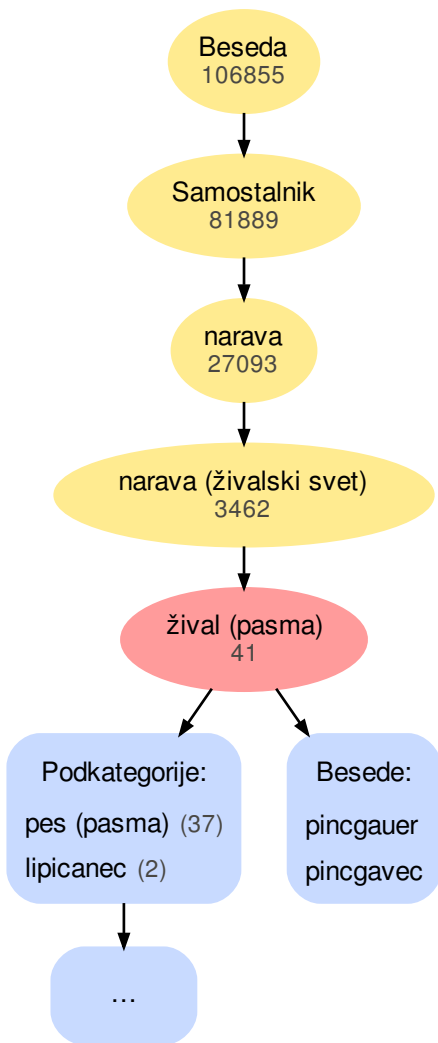 Beseda
106855
Samostalnik
81889
narava
27093
narava (živalski svet)
3462
žival (pasma)
41
Podkategorije:
pes (pasma) (37)
lipicanec (2)
Besede:
pincgauer
pincgavec
...